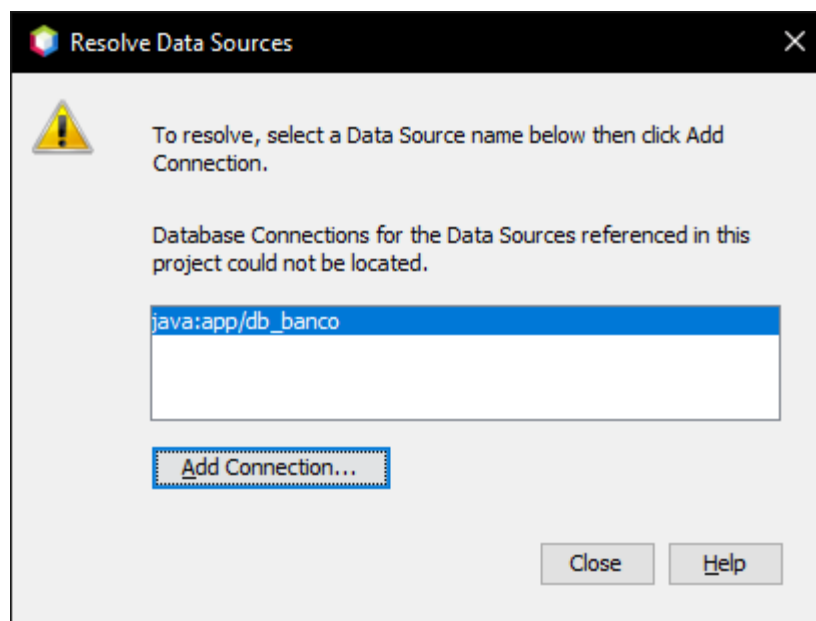 Resolve Data Sources
To resolve, select a Data Source name below then click Add
Connection.
Database Connections for the Data Sources referenced in this
project could not be located.
java:app/db_banco
Add Connection...
Close
Help